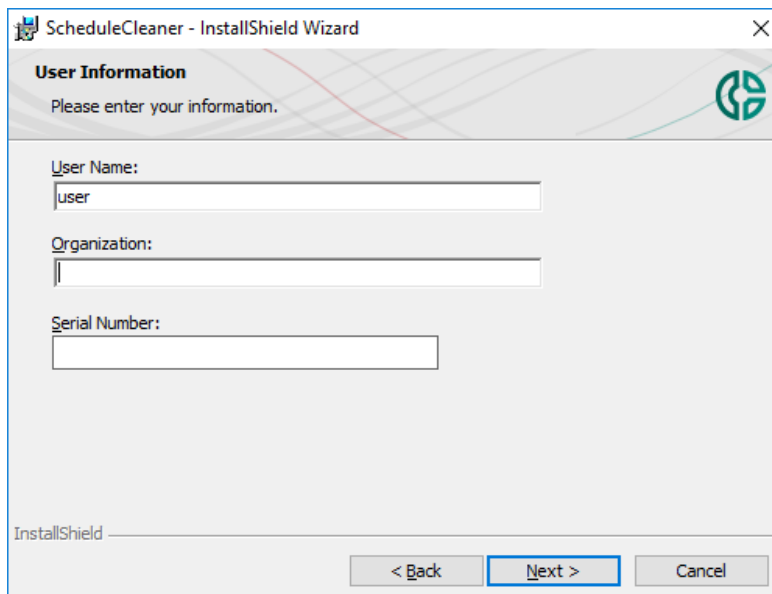 ScheduleCleaner - InstallShield Wizard
User Information
Please enter your information.
User Name:
user
Organization:
Serial Number:
InstallShield
< Back
Next >
Cancel